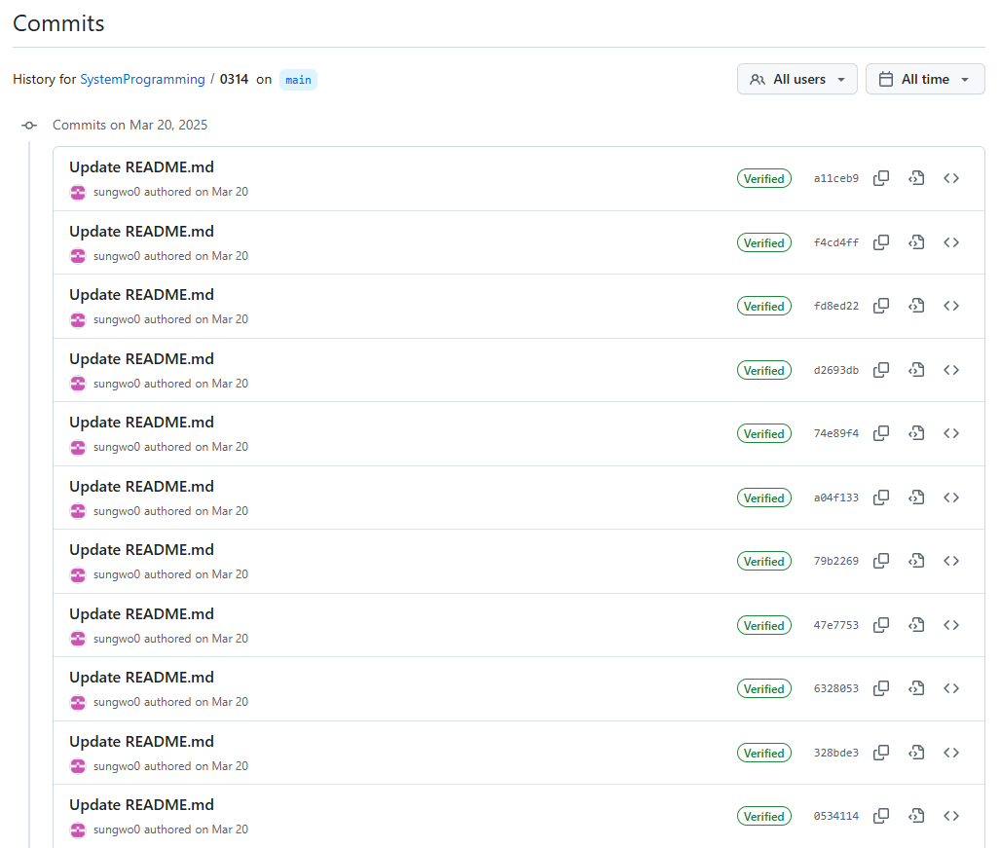 Commits
History for SystemProgramming / 0314 on main All users All time
Commits on Mar 20, 2025
Update README.md
sungwo0 authored on Mar 20 Verified a11ceb9
Update README.md
sungwo0 authored on Mar 20 Verified f4cd4ff
Update README.md
sungwo0 authored on Mar 20 Verified fd8ed22
Update README.md
sungwo0 authored on Mar 20 Verified d2693db
Update README.md
sungwo0 authored on Mar 20 Verified 74e89f4
Update README.md
sungwo0 authored on Mar 20 Verified a04f133
Update README.md
sungwo0 authored on Mar 20 Verified 79b2269
Update README.md
sungwo0 authored on Mar 20 Verified 47e7753
Update README.md
sungwo0 authored on Mar 20 Verified 6328053
Update README.md
sungwo0 authored on Mar 20 Verified 328bde3
Update README.md
sungwo0 authored on Mar 20 Verified 0534114